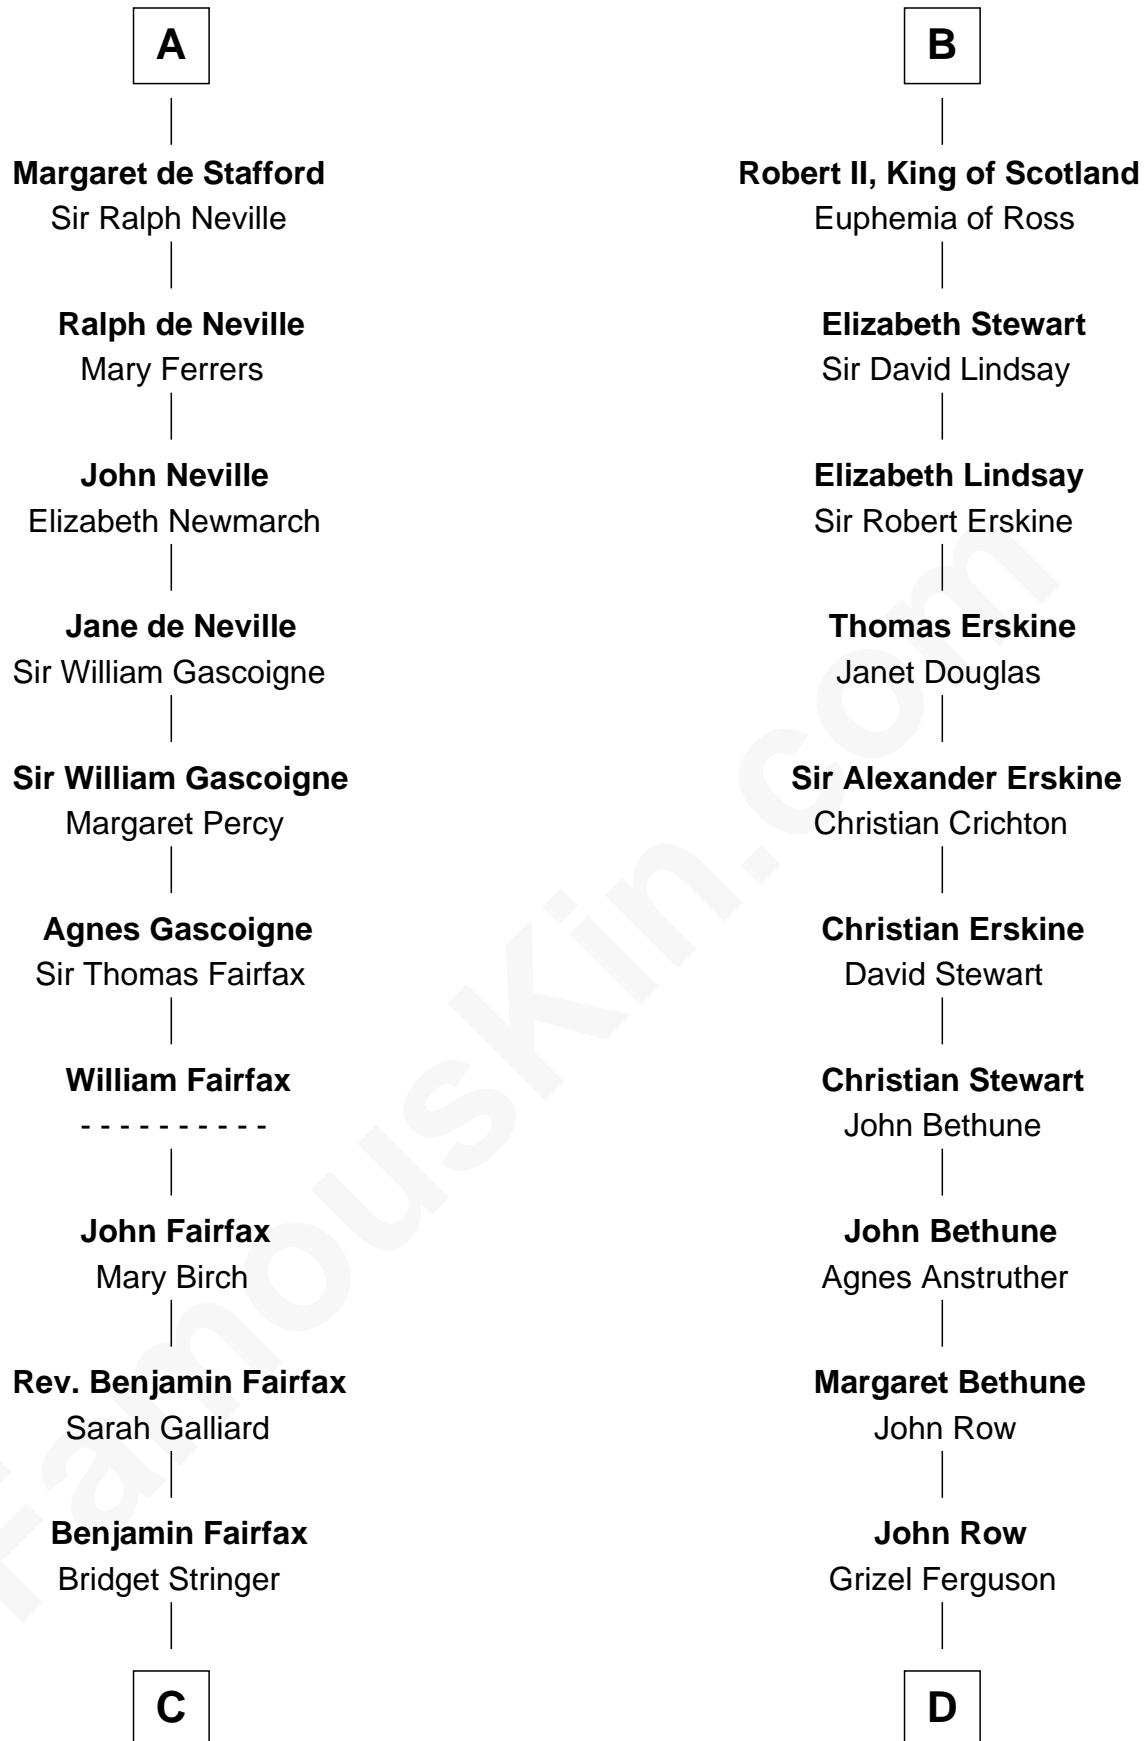 A
Margaret de Stafford
Sir Ralph Neville
Ralph de Neville
Mary Ferrers
John Neville
Elizabeth Newmarch
Jane de Neville
Sir William Gascoigne
Sir William Gascoigne
Margaret Percy
Agnes Gascoigne
Sir Thomas Fairfax
William Fairfax
- - - - - - - - - -
John Fairfax
Mary Birch
Rev. Benjamin Fairfax
Sarah Galliard
Benjamin Fairfax
Bridget Stringer
C
B
Robert II, King of Scotland
Euphemia of Ross
Elizabeth Stewart
Sir David Lindsay
Elizabeth Lindsay
Sir Robert Erskine
Thomas Erskine
Janet Douglas
Sir Alexander Erskine
Christian Crichton
Christian Erskine
David Stewart
Christian Stewart
John Bethune
John Bethune
Agnes Anstruther
Margaret Bethune
John Row
John Row
Grizel Ferguson
D
FamousKin.com